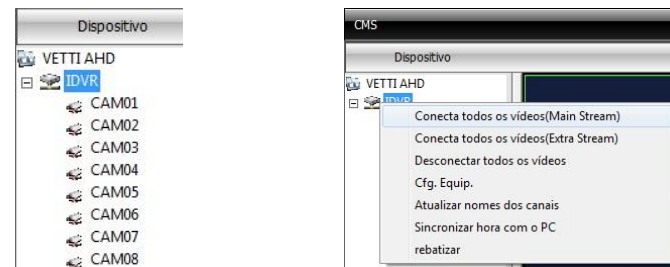 Dispositivo
VETTI AHD
IDVR
CAM01
CAM02
CAM03
CAM04
CAM05
CAM06
CAM07
CAM08
CMS
Dispositivo
VETTI AHD
IDVR
Conecta todos os vídeos(Main Stream)
Conecta todos os vídeos(Extra Stream)
Desconectar todos os vídeos
Cfg. Equip.
Atualizar nomes dos canais
Sincronizar hora com o PC
rebatizar